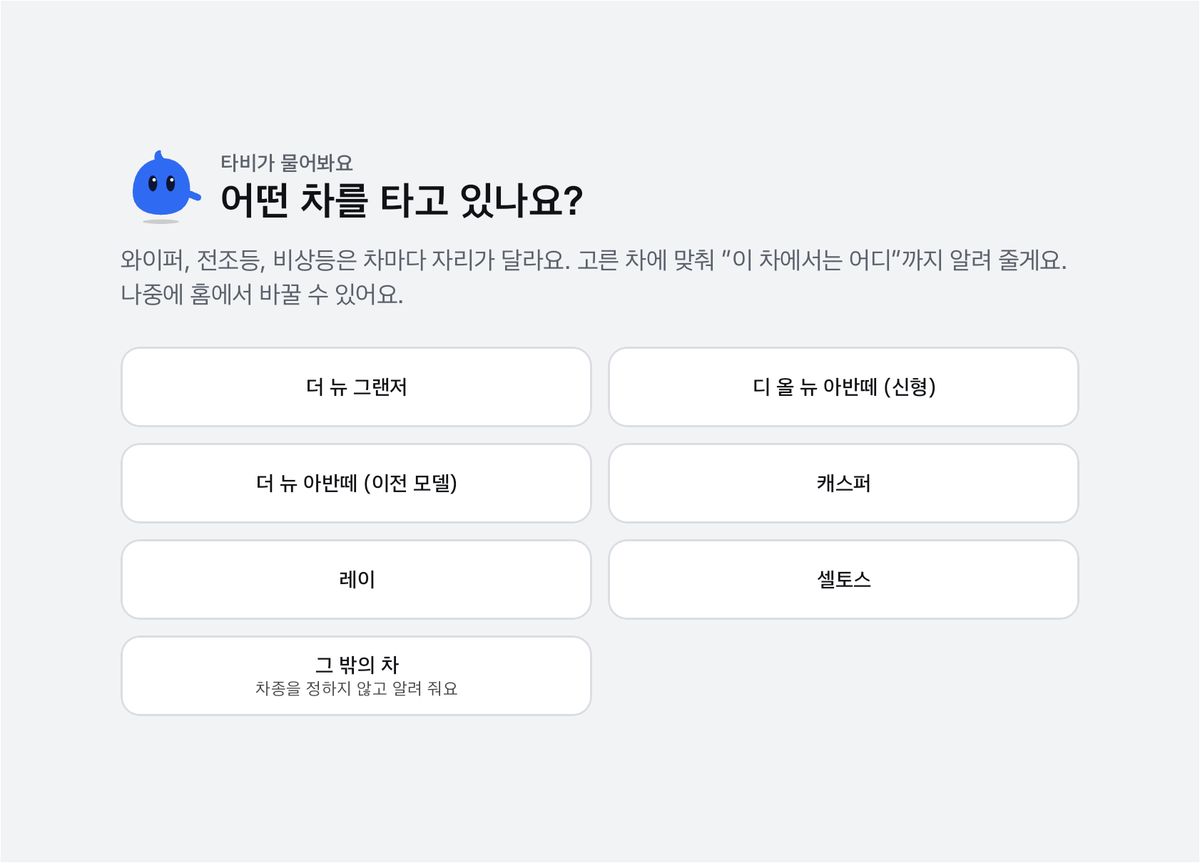 타비가 물어봐요
어떤 차를 타고 있나요?
와이퍼, 전조등, 비상등은 차마다 자리가 달라요. 고른 차에 맞춰 "이 차에서는 어디"까지 알려 줄게요.
나중에 홈에서 바꿀 수 있어요.
더 뉴 그랜저
디 올 뉴 아반떼 (신형)
더 뉴 아반떼 (이전 모델)
캐스퍼
레이
셀토스
그 밖의 차
차종을 정하지 않고 알려 줘요